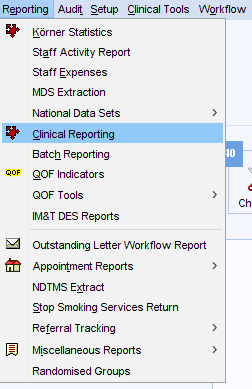 Reporting Audit Setup Clinical Tools Workflow
Körner Statistics
Staff Activity Report
Staff Expenses
MDS Extraction
National Data Sets
Clinical Reporting
Batch Reporting
40
QOF QOF Indicators
QOF Tools
Ch
IM&T DES Reports
Outstanding Letter Workflow Report
Appointment Reports
NDTMS Extract
Stop Smoking Services Return
Referral Tracking
Miscellaneous Reports
Randomised Groups